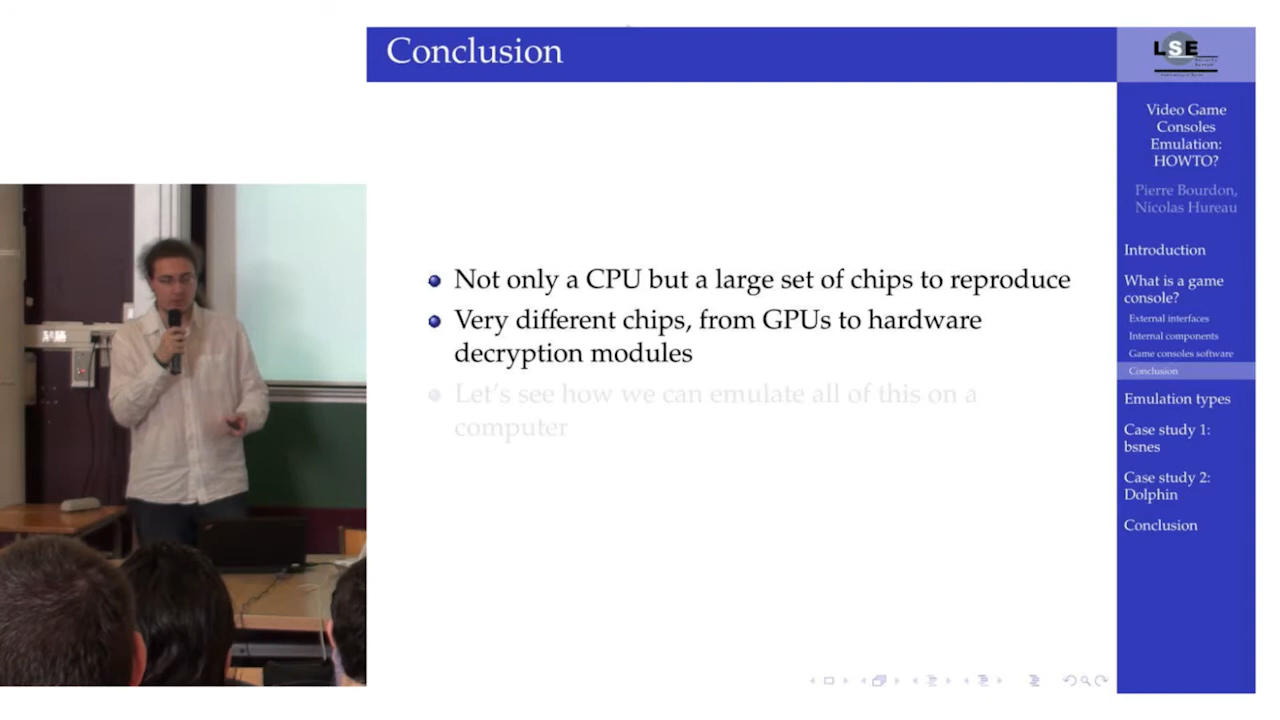 Conclusion
Not only a CPU but a large set of chips to reproduce
Very different chips, from GPUs to hardware
decryption modules
Let's see how we can emulate all of this on a
computer
LSE
Video Game
Consoles
Emulation:
HOWTO?
Pierre Bourdon,
Nicolas Hureau
Introduction
What is a game
console?
External interfaces
Internal components
Game consoles software
Conclusion
Emulation types
Case study 1:
bsnes
Case study 2:
Dolphin
Conclusion